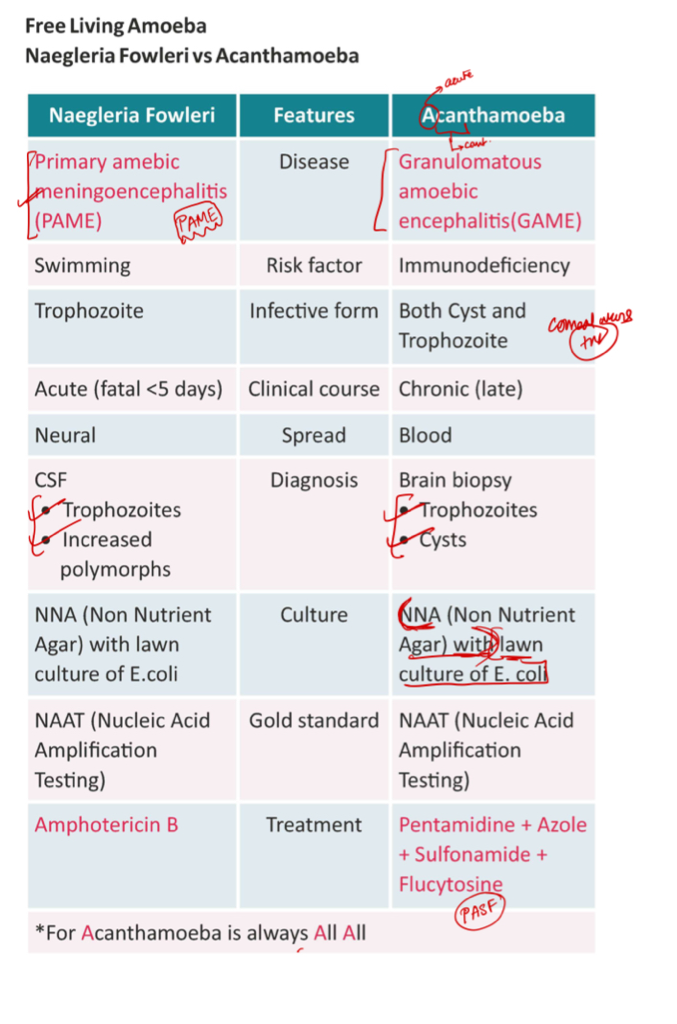 Free Living Amoeba
Naegleria Fowleri vs Acanthamoeba
acute
Naegleria Fowleri Features Acanthamoeba
Primary amebic
meningoencephalitis
(PAME)
PAME
Disease
Granulomatous
amoebic
encephalitis(GAME)
Swimming Risk factor Immunodeficiency
Trophozoite Infective form Both Cyst and
Trophozoite
Acute (fatal <5 days) Clinical course Chronic (late)
Neural Spread Blood
CSF
• Trophozoites
• Increased
polymorphs
Diagnosis
Brain biopsy
• Trophozoites
• Cysts
NNA (Non Nutrient
Agar) with lawn
culture of E.coli
Culture
NNA (Non Nutrient
Agar) with lawn
culture of E. coli
NAAT (Nucleic Acid
Amplification
Testing)
Gold standard
NAAT (Nucleic Acid
Amplification
Testing)
Amphotericin B Treatment Pentamidine + Azole
+ Sulfonamide +
Flucytosine
PASF
*For Acanthamoeba is always All All